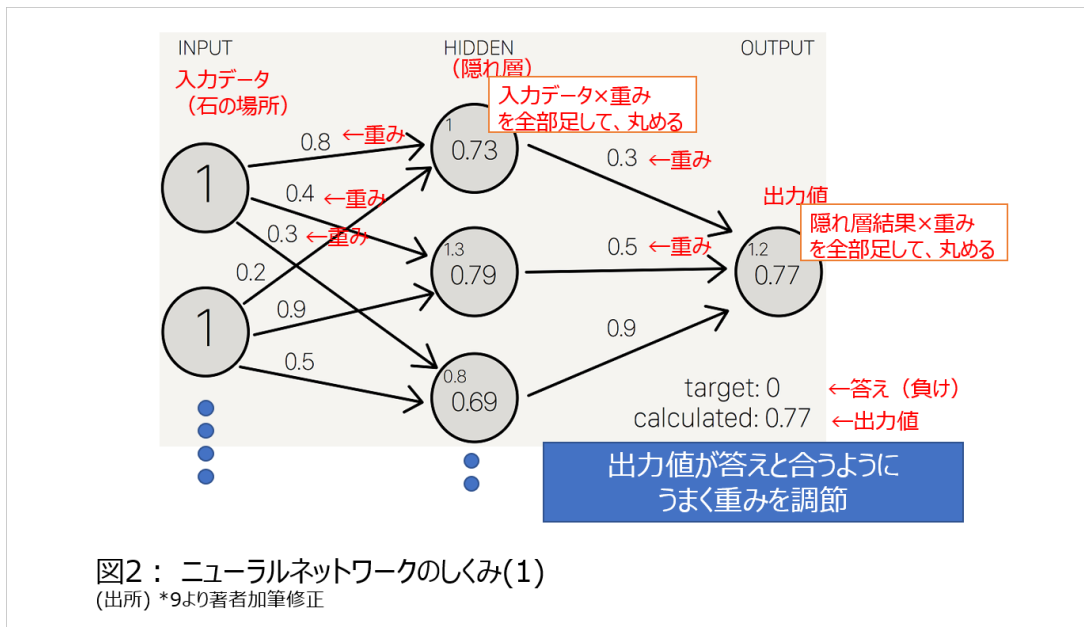 INPUT
HIDDEN
OUTPUT
入力データ
（石の場所）
（隠れ層）
入力データ×重み
を全部足して、丸める
1
0.73
0.8
←重み
0.3
←重み
1
0.4
←重み
出力値
隠れ層結果×重み
を全部足して、丸める
0.3
←重み
0.5
←重み
1.3
0.79
1.2
0.77
0.2
1
0.9
0.9
0.5
0.8
0.69
target: 0
←答え（負け）
calculated: 0.77
←出力値
出力値が答えと合うように
うまく重みを調節
図2： ニューラルネットワークのしくみ(1)
(出所) *9より著者加筆修正